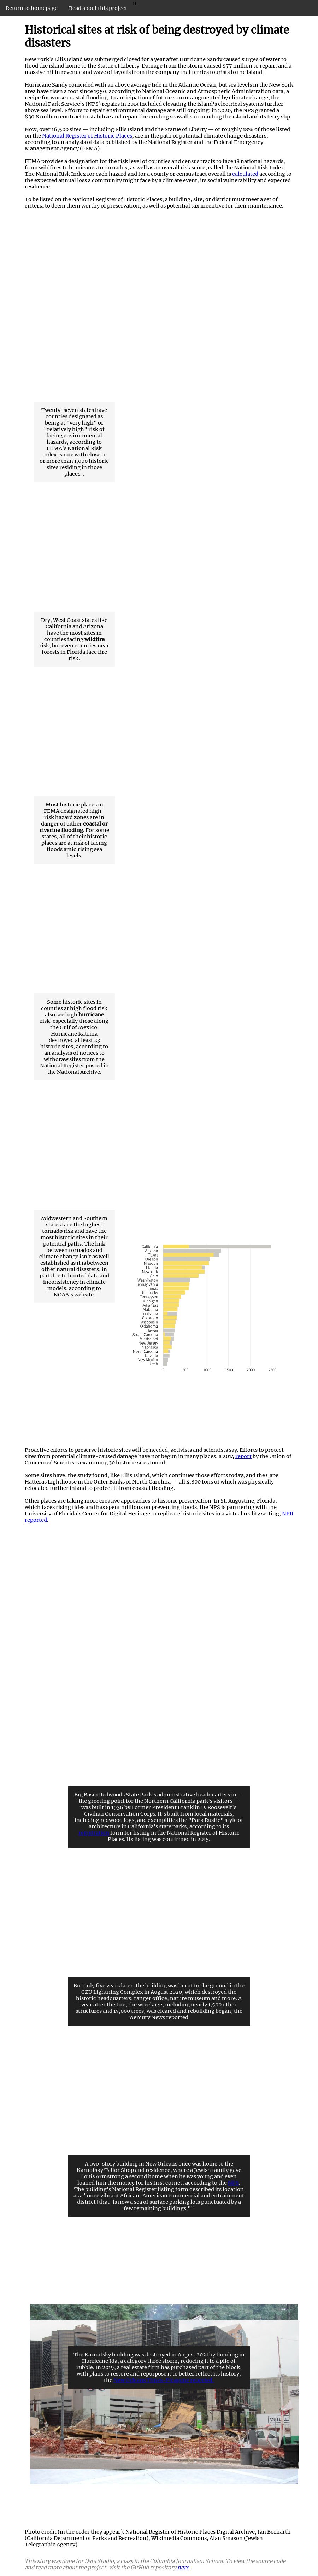 Return to homepage
Read about this project
Historical sites at risk of being destroyed by climate
disasters
New York's Ellis Island was submerged closed for a year after Hurricane Sandy caused surges of water to
flood the island home to the Statue of Liberty. Damage from the storm caused $77 million to repair, and a
massive hit in revenue and wave of layoffs from the company that ferries tourists to the island.
Hurricane Sandy coincided with an above average tide in the Atlantic Ocean, but sea levels in the New York
area have risen a foot since 1950, according to National Oceanic and Atmospheric Administration data, a
recipe for worse coastal flooding. In anticipation of future storms augmented by climate change, the
National Park Service's (NPS) repairs in 2013 included elevating the island's electrical systems further
above sea level. Efforts to repair environmental damage are still ongoing: in 2020, the NPS granted a
$30.8 million contract to stabilize and repair the eroding seawall surrounding the island and its ferry slip.
Now, over 16,500 sites — including Ellis Island and the Statue of Liberty — or roughly 18% of those listed
on the National Register of Historic Places, are in the path of potential climate change disasters,
according to an analysis of data published by the National Register and the Federal Emergency
Management Agency (FEMA).
FEMA provides a designation for the risk level of counties and census tracts to face 18 national hazards,
from wildfires to hurricanes to tornados, as well as an overall risk score, called the National Risk Index.
The National Risk Index for each hazard and for a county or census tract overall is calculated according to
the expected annual loss a community might face by a climate event, its social vulnerability and expected
resilience.
To be listed on the National Register of Historic Places, a building, site, or district must meet a set of
criteria to deem them worthy of preservation, as well as potential tax incentive for their maintenance.
Twenty-seven states have
counties designated as
being at "very high" or
"relatively high" risk of
facing environmental
hazards, according to
FEMA's National Risk
Index, some with close to
or more than 1,000 historic
sites residing in those
places. .
Dry, West Coast states like
California and Arizona
have the most sites in
counties facing wildfire
risk, but even counties near
forests in Florida face fire
risk.
Most historic places in
FEMA designated high-
risk hazard zones are in
danger of either coastal or
riverine flooding. For some
states, all of their historic
places are at risk of facing
floods amid rising sea
levels.
Some historic sites in
counties at high flood risk
also see high hurricane
risk, especially those along
the Gulf of Mexico.
Hurricane Katrina
destroyed at least 23
historic sites, according to
an analysis of notices to
withdraw sites from the
National Register posted in
the National Archive.
Midwestern and Southern
states face the highest
tornado risk and have the
most historic sites in their
potential paths. The link
between tornados and
climate change isn't as well
established as it is between
other natural disasters, in
part due to limited data and
inconsistency in climate
models, according to
NOAA's website.
California
Arizona
Texas
Oregon
Missouri
Florida
New York
Ohio
Washington
Pennsylvania
Illinois
Kentucky
Tennessee
Michigan
Arkansas
Alabama
Louisiana
Colorado
Wisconsin
Oklahoma
Hawaii
South Carolina
Mississippi
New Jersey
Nebraska
North Carolina
Nevada
New Mexico
Utah
0 500 1000 1500 2000 2500
Proactive efforts to preserve historic sites will be needed, activists and scientists say. Efforts to protect
sites from potential climate-caused damage have not begun in many places, a 2014 report by the Union of
Concerned Scientists examining 30 historic sites found.
Some sites have, the study found, like Ellis Island, which continues those efforts today, and the Cape
Hatteras Lighthouse in the Outer Banks of North Carolina — all 4,800 tons of which was physically
relocated further inland to protect it from coastal flooding.
Other places are taking more creative approaches to historic preservation. In St. Augustine, Florida,
which faces rising tides and has spent millions on preventing floods, the NPS is partnering with the
University of Florida's Center for Digital Heritage to replicate historic sites in a virtual reality setting, NPR
reported.
Big Basin Redwoods State Park's administrative headquarters in —
the greeting point for the Northern California park's visitors —
was built in 1936 by Former President Franklin D. Roosevelt's
Civilian Conservation Corps. It's built from local materials,
including redwood logs, and exemplifies the "Park Rustic" style of
architecture in California's state parks, according to its
form for listing in the National Register of Historic
Places. Its listing was confirmed in 2015.
But only five years later, the building was burnt to the ground in the
CZU Lightning Complex in August 2020, which destroyed the
historic headquarters, ranger office, nature museum and more. A
year after the fire, the wreckage, including nearly 1,500 other
structures and 15,000 trees, was cleared and rebuilding began, the
Mercury News reported.
A two-story building in New Orleans once was home to the
Karnofsky Tailor Shop and residence, where a Jewish family gave
Louis Armstrong a second home when he was young and even
loaned him the money for his first cornet, according to the
The building's National Register listing form described its location
as a "once vibrant African-American commercial and entrainment
district [that] is now a sea of surface parking lots punctuated by a
few remaining buildings.""
The Karnofsky building was destroyed in August 2021 by flooding in
Hurricane Ida, a category three storm, reducing it to a pile of
rubble. In 2019, a real estate firm has purchased part of the block,
with plans to restore and repurpose it to better reflect its history,
the
Photo credit (in the order they appear): National Register of Historic Places Digital Archive, Ian Bornarth
(California Department of Parks and Recreation), Wikimedia Commons, Alan Smason (Jewish
Telegraphic Agency)
This story was done for Data Studio, a class in the Columbia Journalism School. To view the source code
and read more about the project, visit the GitHub repository here.